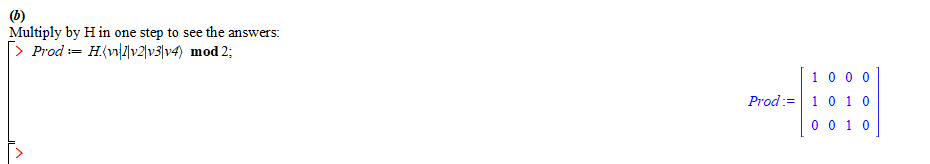 (b)
Multiply by H in one step to see the answers:
> Prod := H.⟨v1|v2|v3|v4⟩ mod 2;
Prod := [1 0 0 0
1 0 1 0
0 0 1 0]
>